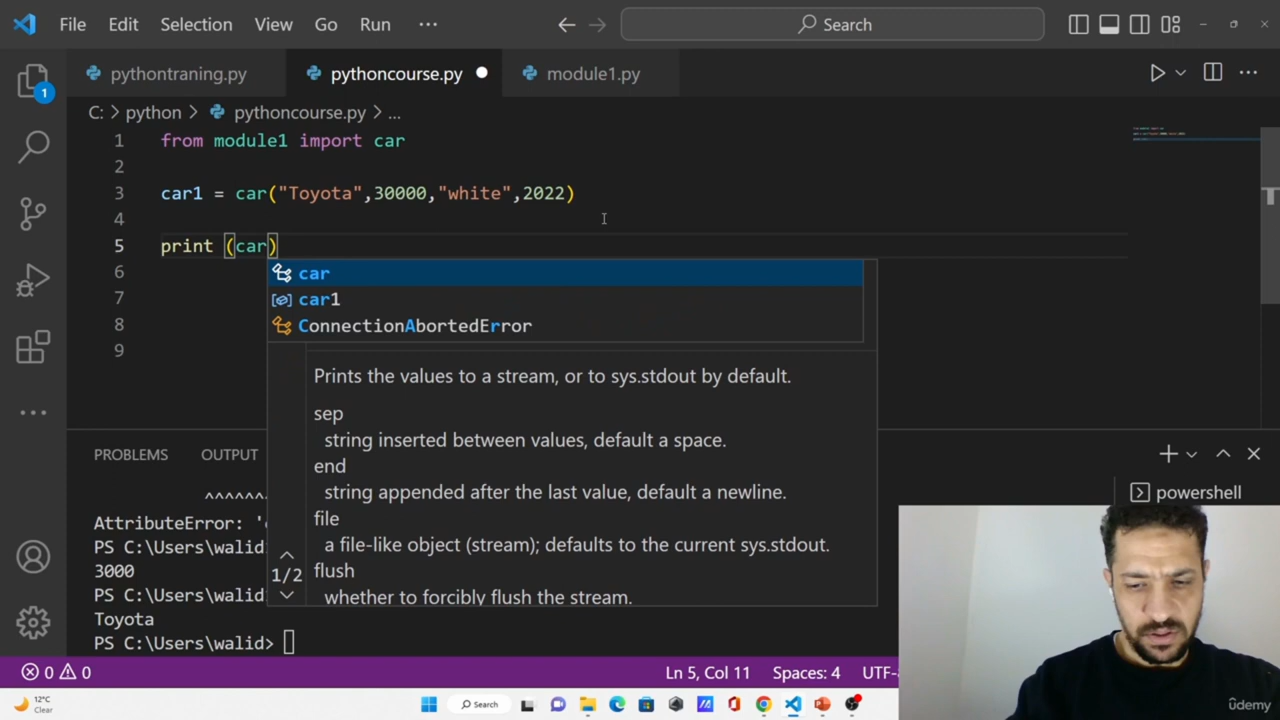 File Edit Selection View Go Run ··· Search
pythontraning.py pythoncourse.py module1.py
C: > python > pythoncourse.py > ...
1 from module1 import car
2
3 car1 = car("Toyota",30000,"white",2022)
4
5 print (car)
6 car
7 car1
8 ConnectionAbortedError
9
Prints the values to a stream, or to sys.stdout by default.
sep
string inserted between values, default a space.
end
string appended after the last value, default a newline.
file
a file-like object (stream); defaults to the current sys.stdout.
flush
whether to forcibly flush the stream.
1/2
1
PROBLEMS OUTPUT
powershell
^^^^^^^
AttributeError: '
PS C:\Users\walid
3000
PS C:\Users\walid
Toyota
PS C:\Users\walid>
0 0 Ln 5, Col 11 Spaces: 4 UTF-
12°C
Clear
Search
ûdemy